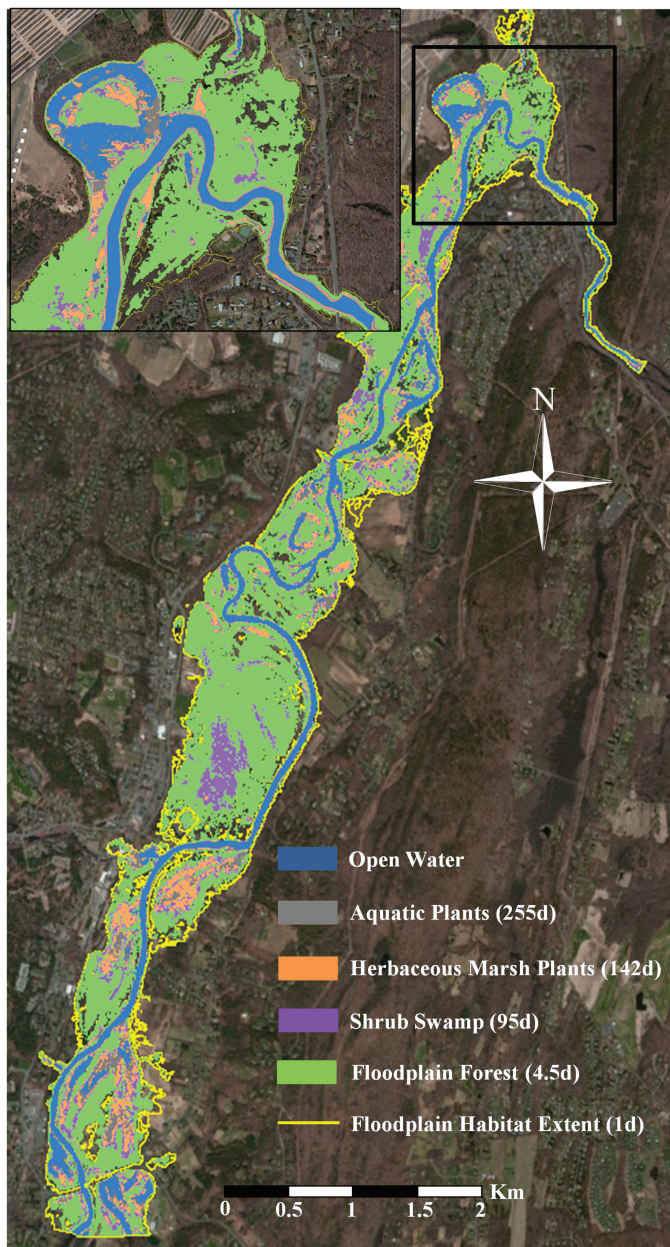 N
Open Water
Aquatic Plants (255d)
Herbaceous Marsh Plants (142d)
Shrub Swamp (95d)
Floodplain Forest (4.5d)
Floodplain Habitat Extent (1d)
Km
0 0.5 1 1.5 2